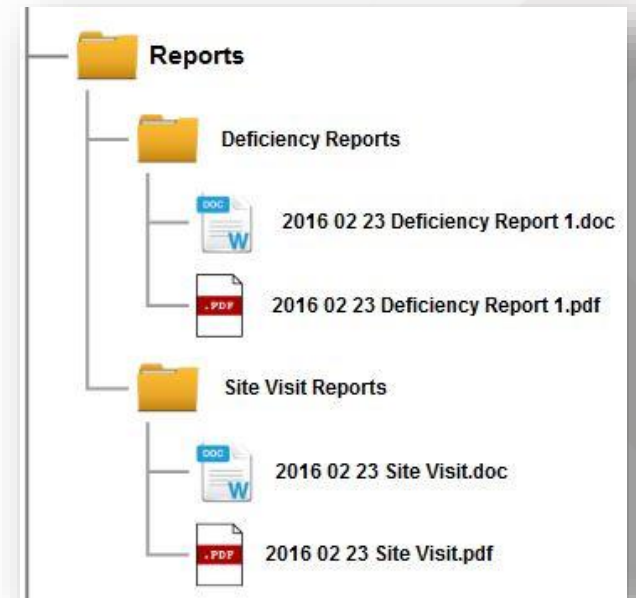 Reports
Deficiency Reports
DOC
W
2016 02 23 Deficiency Report 1.doc
.PDF
2016 02 23 Deficiency Report 1.pdf
Site Visit Reports
DOC
W
2016 02 23 Site Visit.doc
.PDF
2016 02 23 Site Visit.pdf